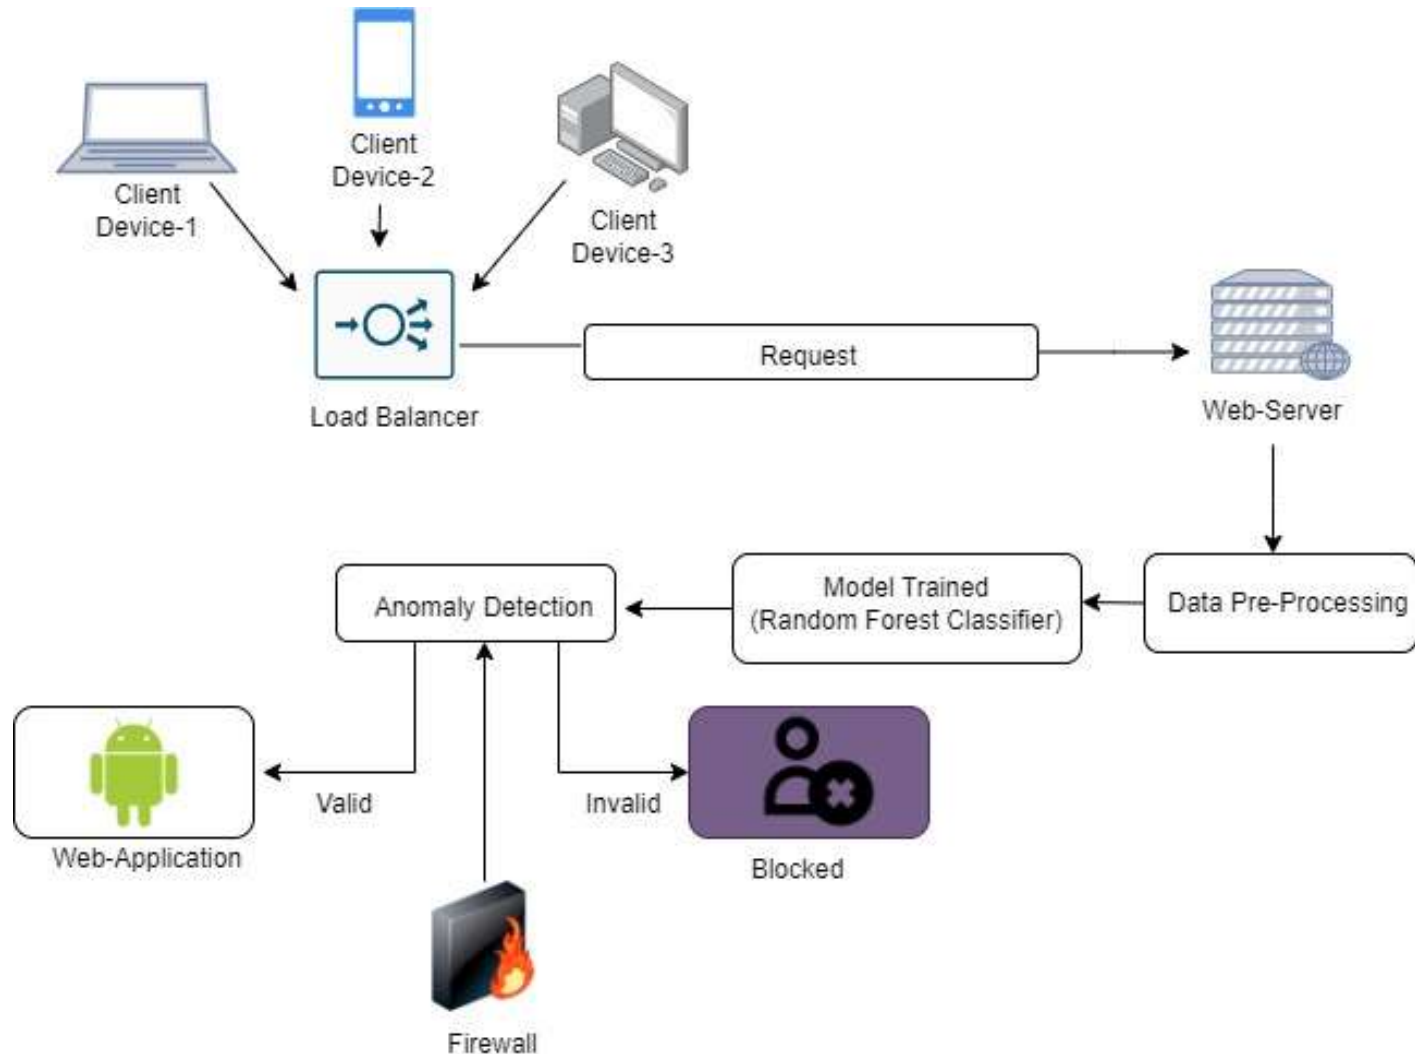 Client
Device-1
Client
Device-2
Client
Device-3
Load Balancer
Request
Web-Server
Data Pre-Processing
Model Trained
(Random Forest Classifier)
Anomaly Detection
Valid
Invalid
Web-Application
Blocked
Firewall